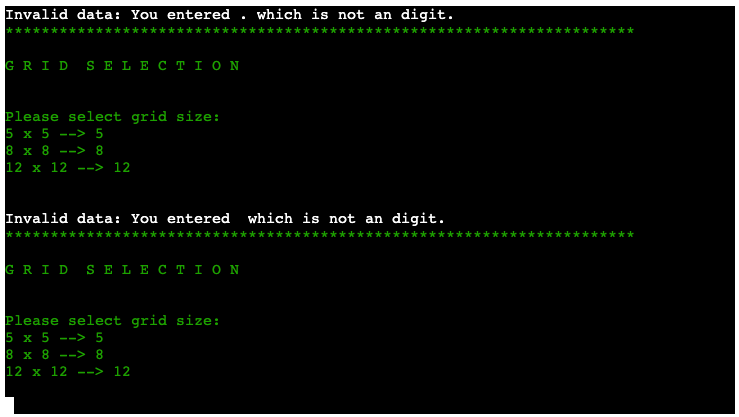 Invalid data: You entered . which is not an digit.
**********************************************************************
G R I D  S E L E C T I O N
Please select grid size:
5 x 5 --> 5
8 x 8 --> 8
12 x 12 --> 12
Invalid data: You entered  which is not an digit.
**********************************************************************
G R I D  S E L E C T I O N
Please select grid size:
5 x 5 --> 5
8 x 8 --> 8
12 x 12 --> 12